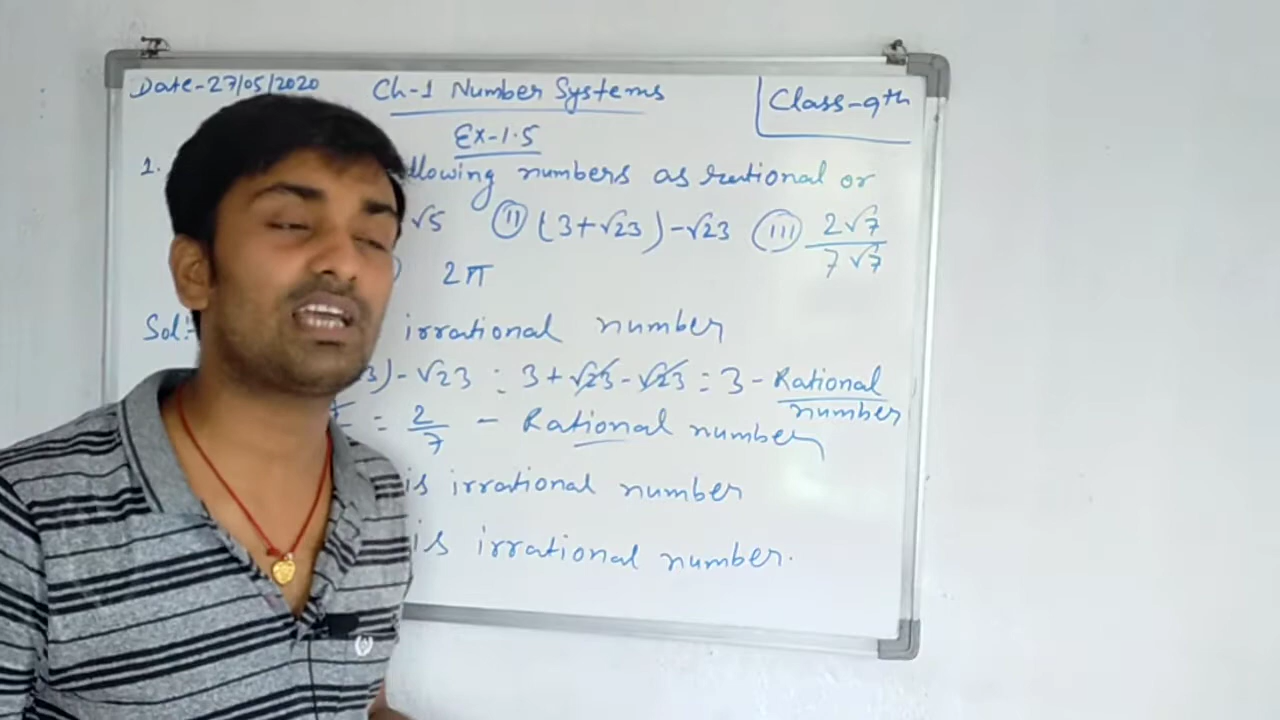 Date-27/05/2020 Ch-1 Number Systems Class-9th
Ex-1.5
1. llowing numbers as rational or
√5 (II) (3+√23)-√23 (III) 2√7/7√7
2π
Sol:- irrational number
3)-√23 = 3+√23-√23 = 3 - Rational number
= 2/7 - Rational number
is irrational number
is irrational number.